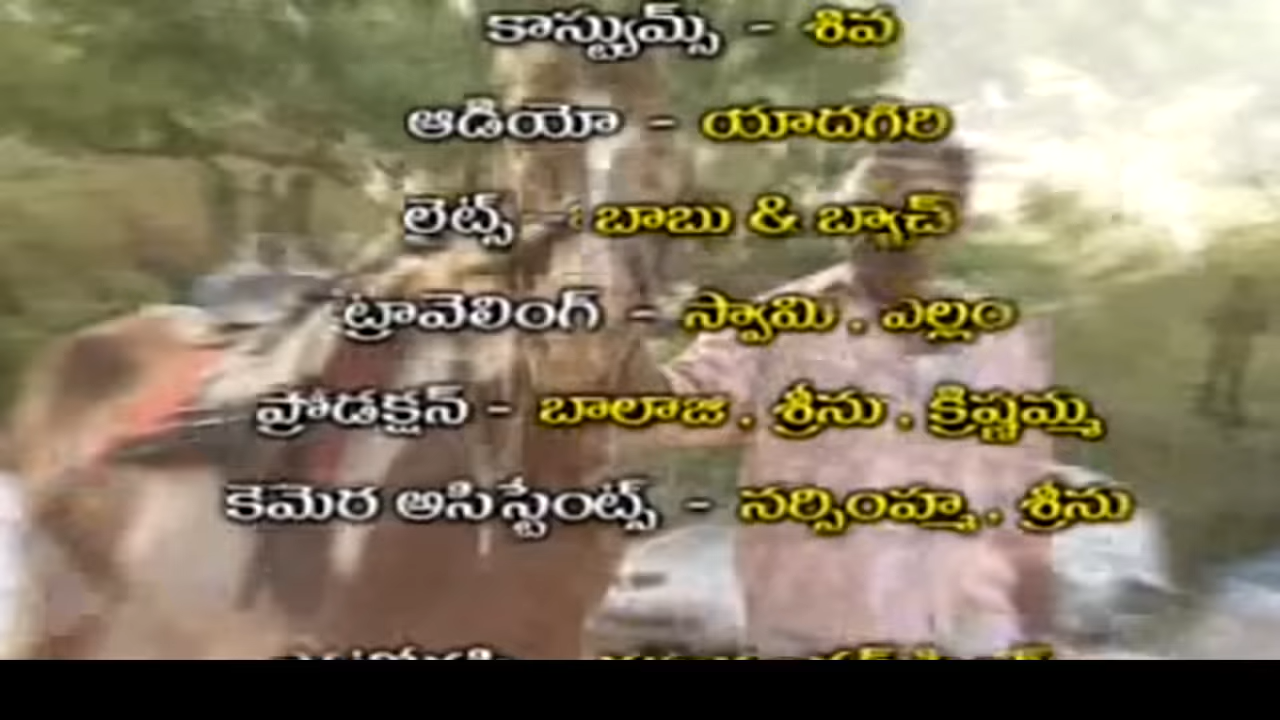 కాస్ట్యుమ్స్ - శివ
ఆడియో - యాదగిరి
లైట్స్ - బాబు & బ్యాచ్
ట్రావెలింగ్ - స్వామి . ఎల్లం
ప్రొడక్షన్ - బాలాజి . శ్రీను . క్రిష్ణమ్మ
కెమెర అసిస్టేంట్స్ - నర్సింహ్మ . శ్రీను